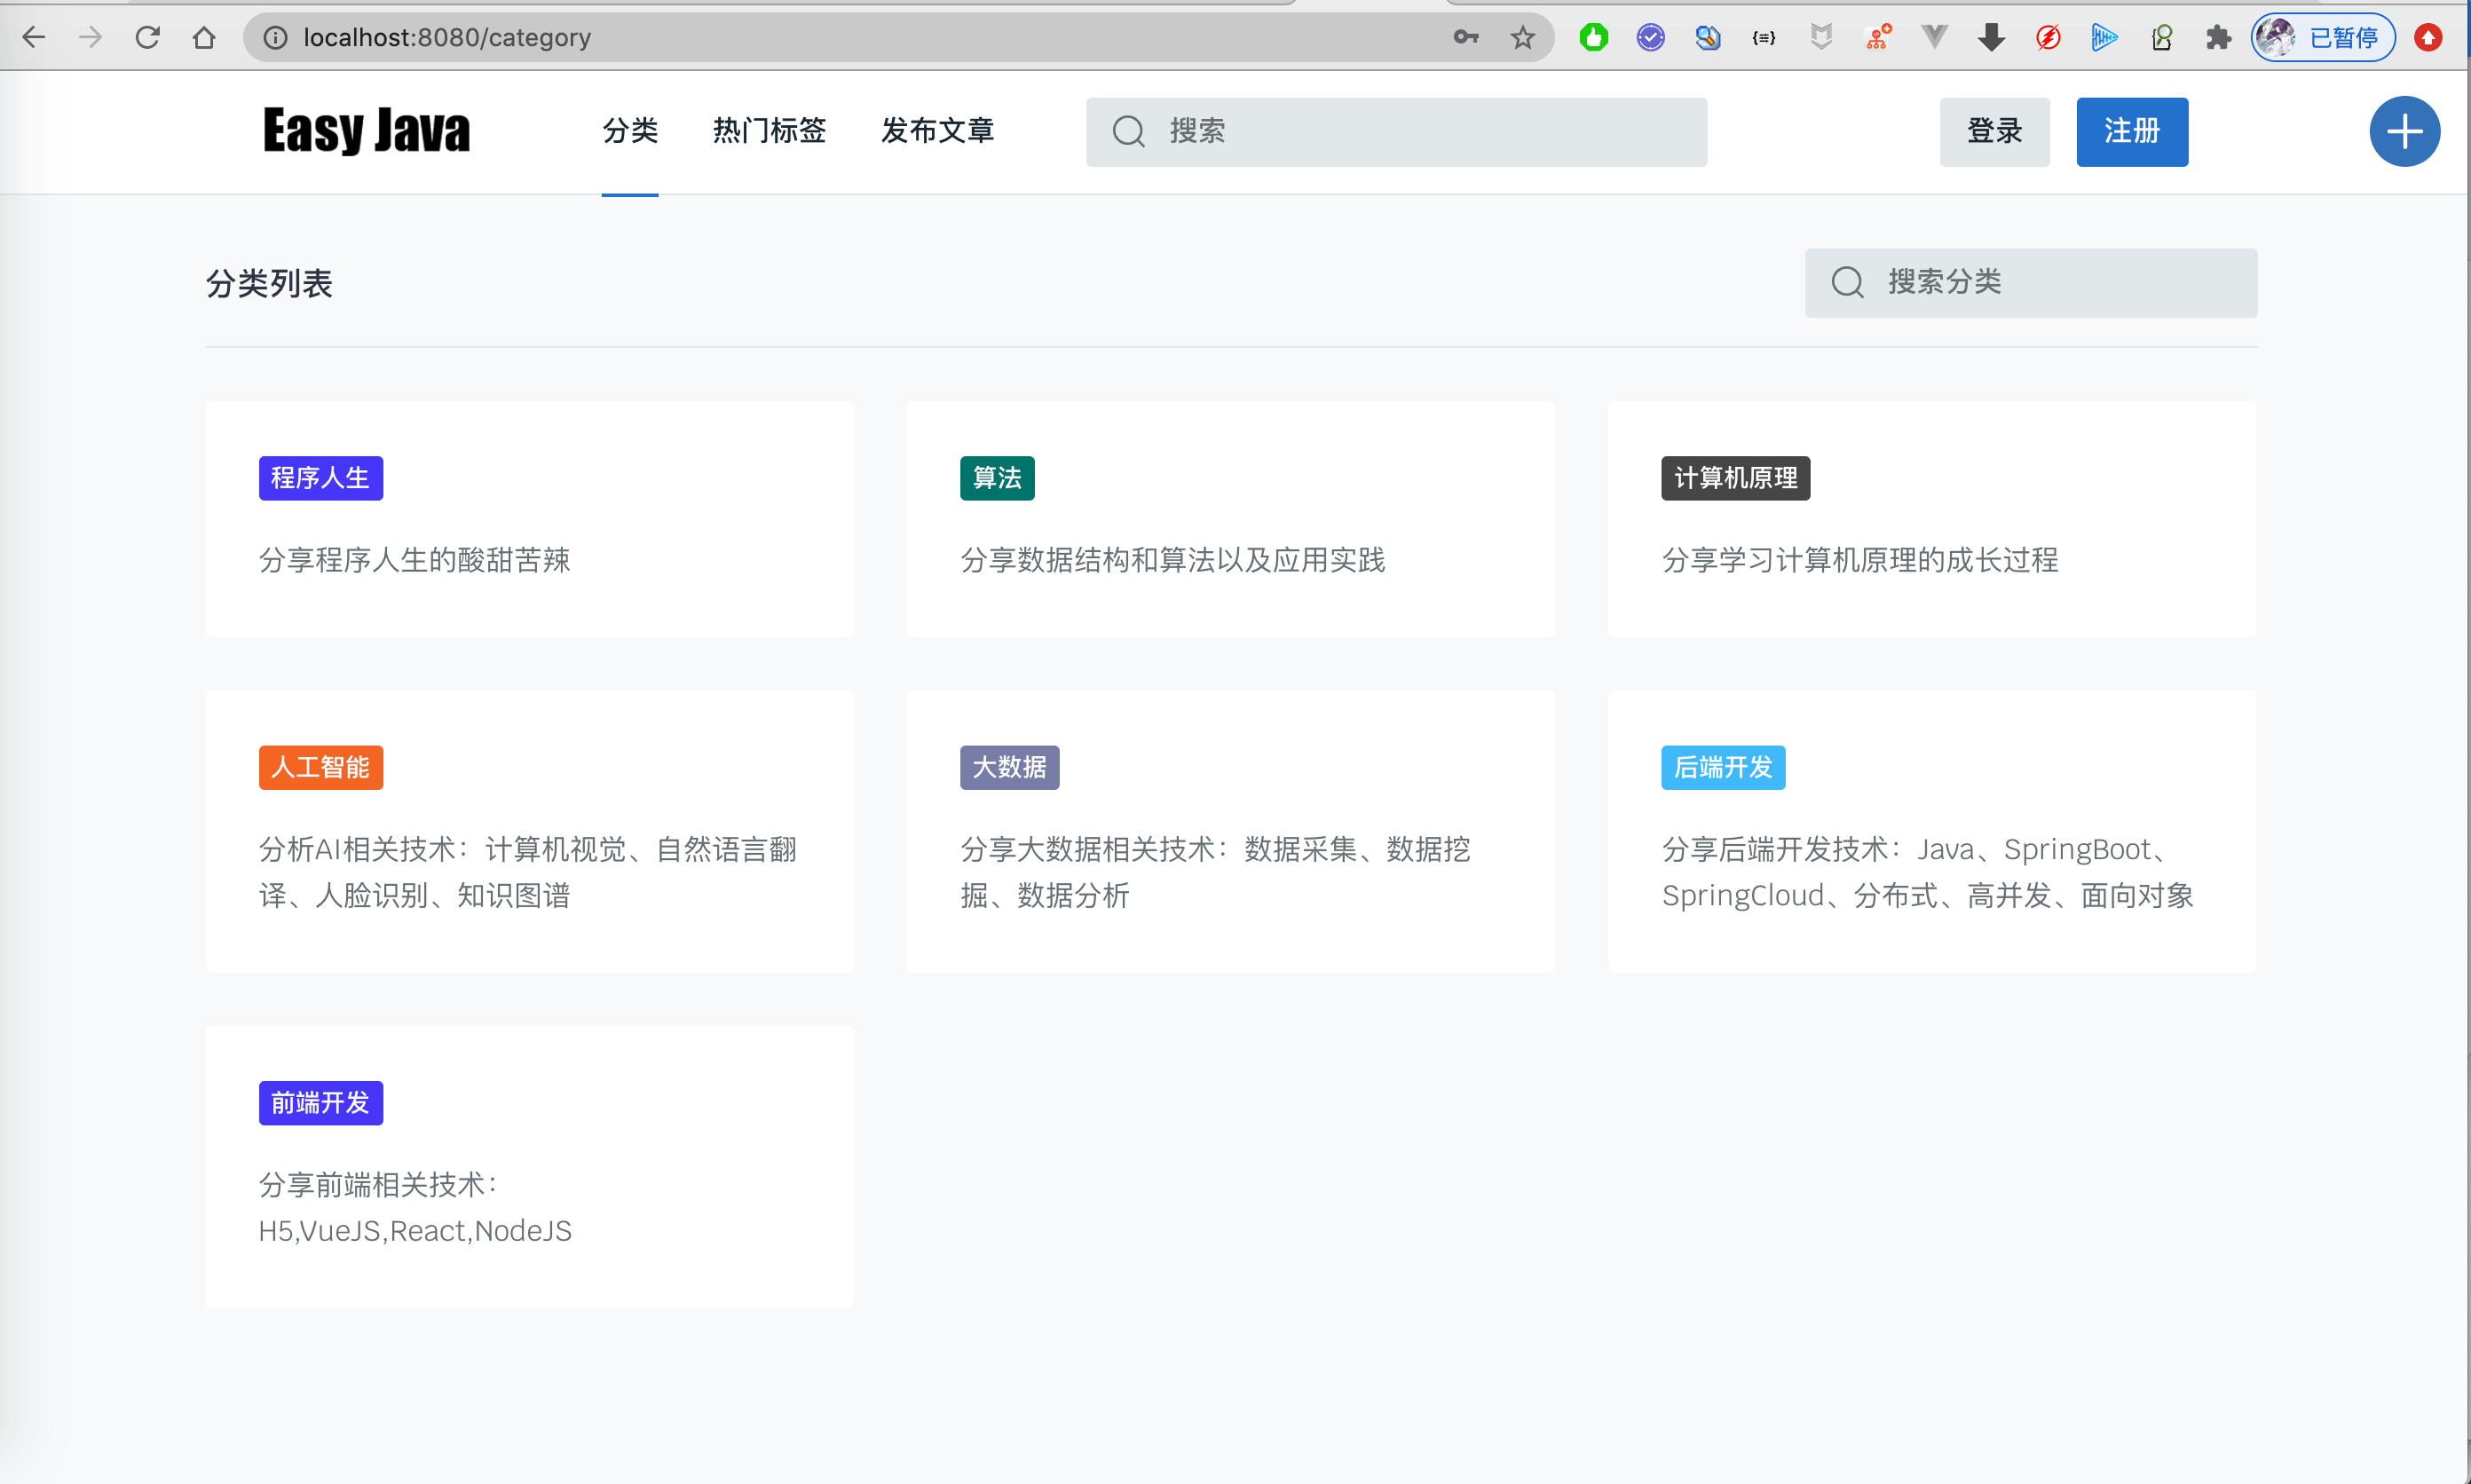 localhost:8080/category
已暂停
Easy Java
分类
热门标签
发布文章
搜索
登录
注册
分类列表
搜索分类
程序人生
分享程序人生的酸甜苦辣
算法
分享数据结构和算法以及应用实践
计算机原理
分享学习计算机原理的成长过程
人工智能
分析AI相关技术：计算机视觉、自然语言翻
译、人脸识别、知识图谱
大数据
分享大数据相关技术：数据采集、数据挖
掘、数据分析
后端开发
分享后端开发技术：Java、SpringBoot、
SpringCloud、分布式、高并发、面向对象
前端开发
分享前端相关技术：
H5,VueJS,React,NodeJS